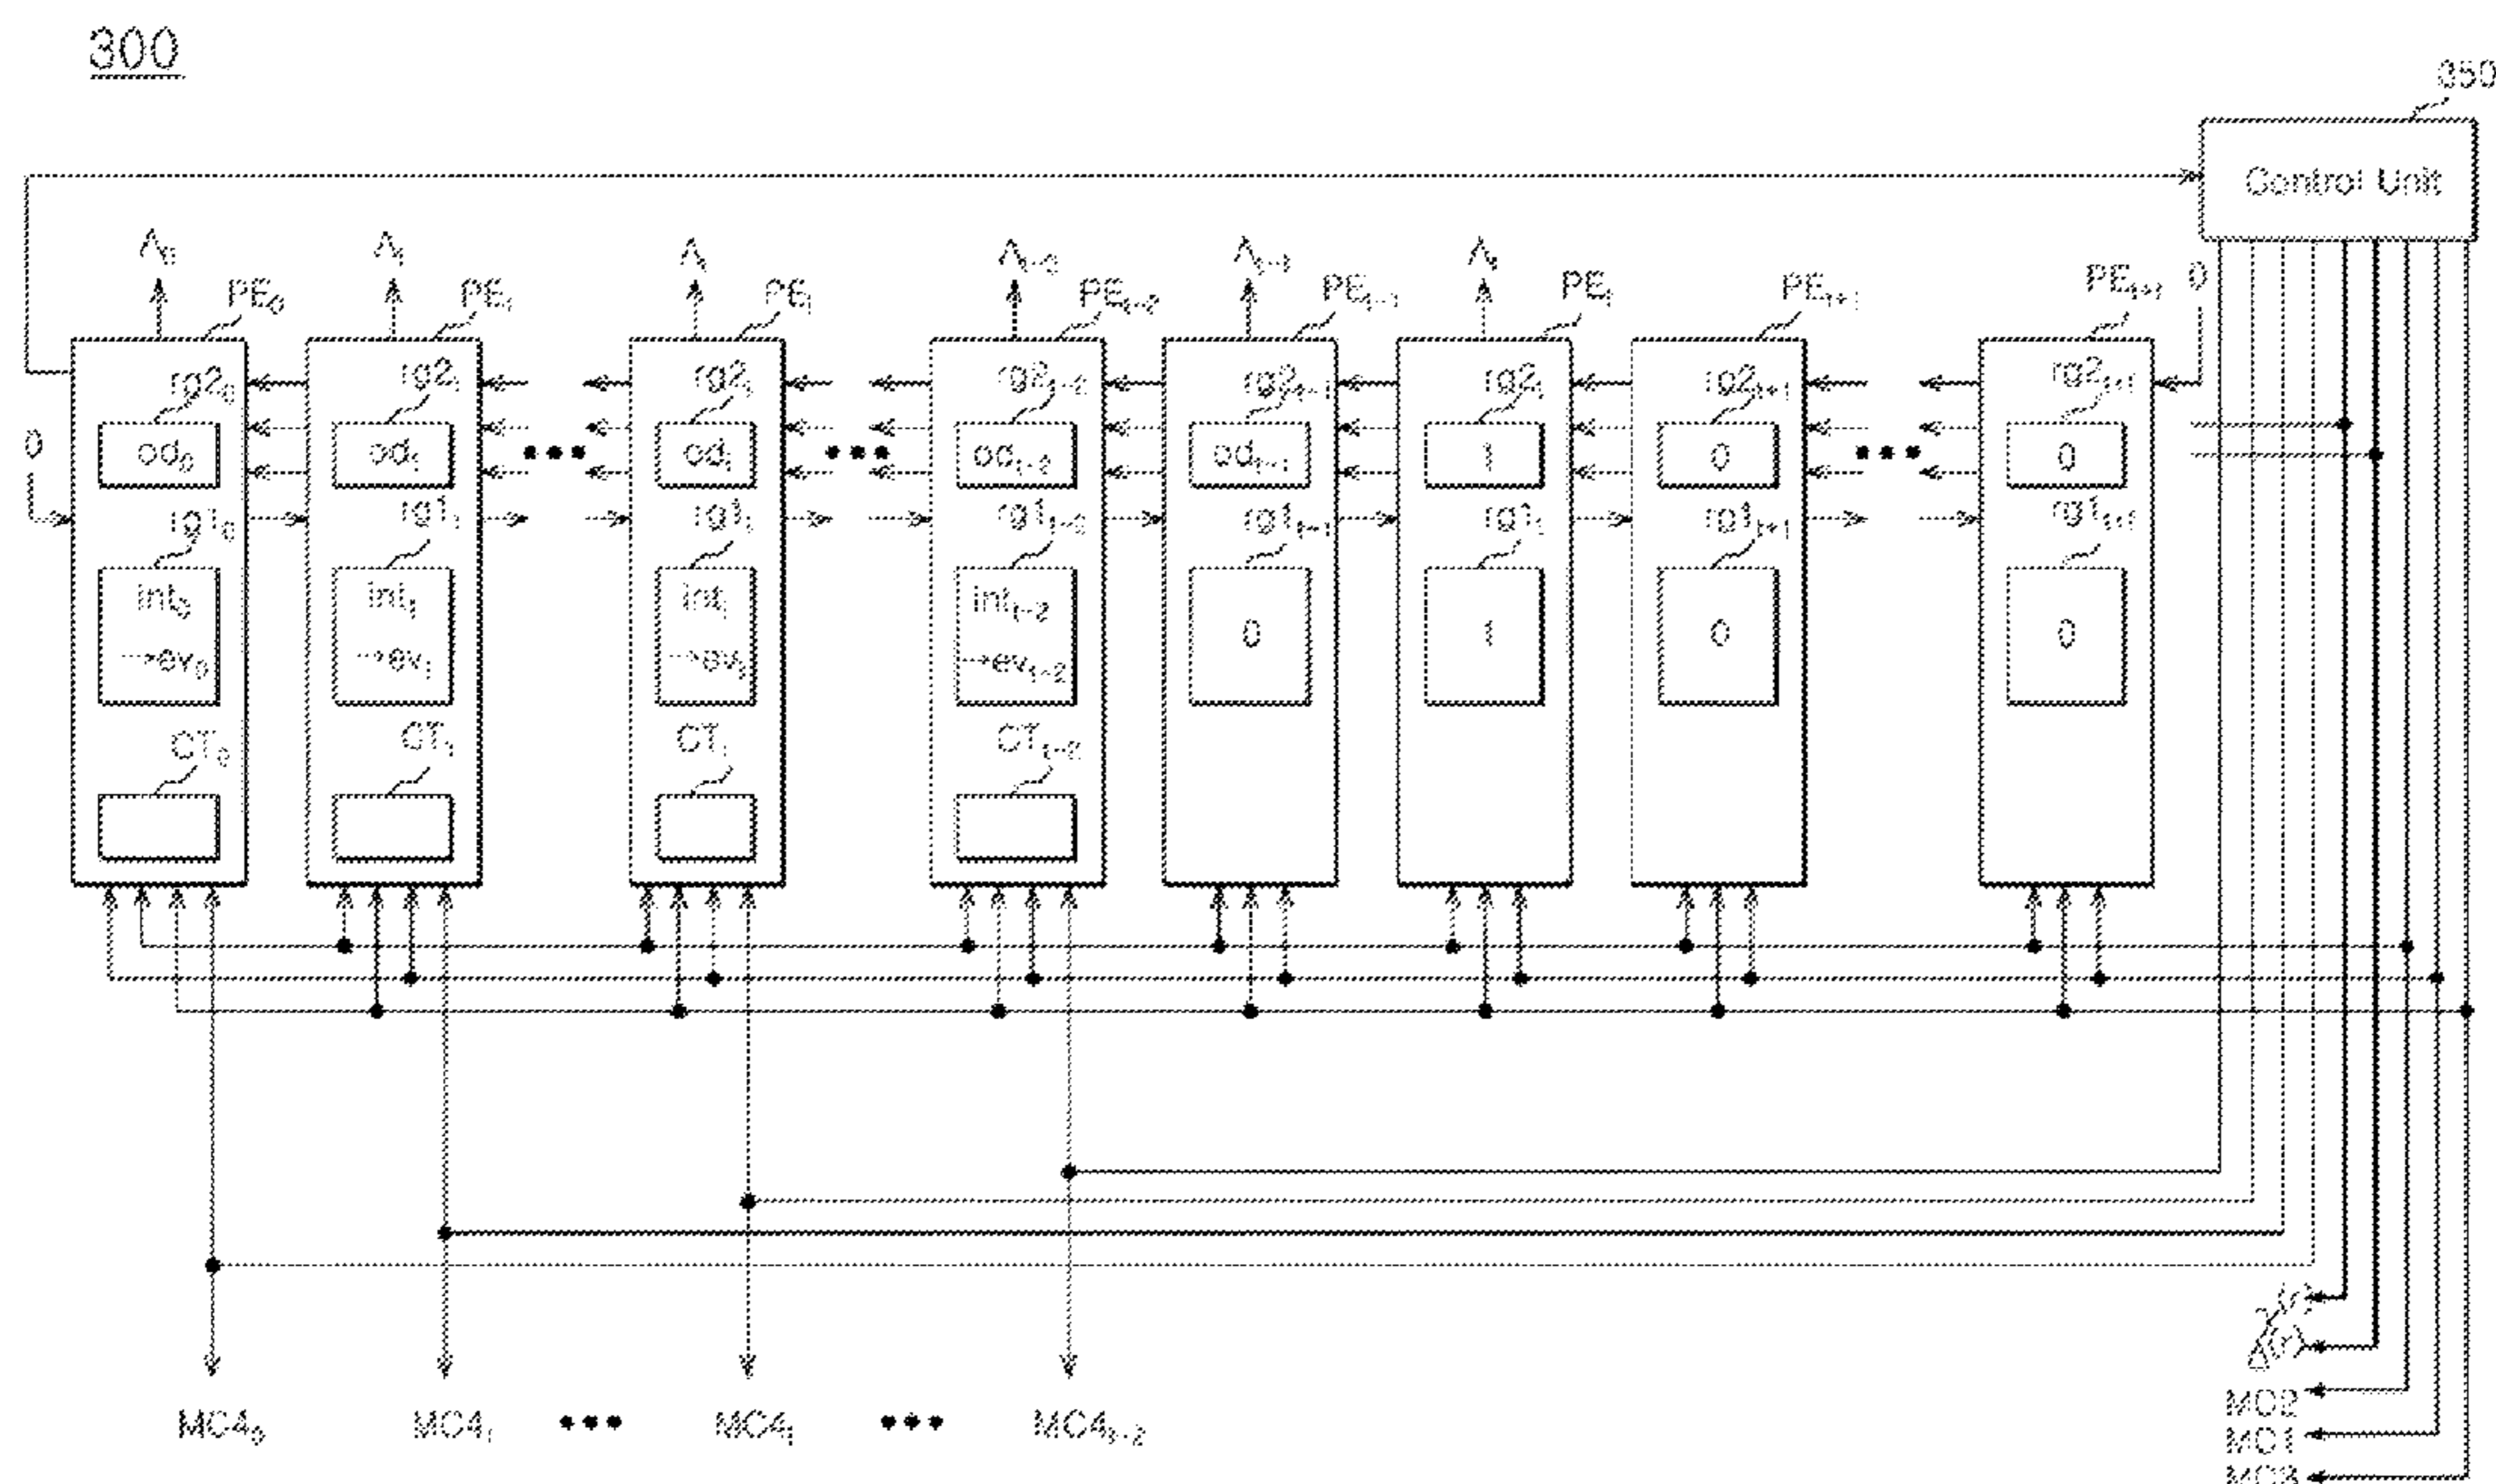 300
350
Control Unit
Λ₀ Λ₁ Λᵢ Λₜ₋₂ Λₜ₋₁ Λₜ
PE₀ PE₁ PEᵢ PEₜ₋₂ PEₜ₋₁ PEₜ PEₜ₊₁ PEₜ₊f 0
rg2₀ rg2₁ rg2ᵢ rg2ₜ₋₂ rg2ₜ₋₁ rg2ₜ rg2ₜ₊₁ rg2ₜ₊f
0 od₀ od₁ ••• odᵢ ••• odₜ₋₂ odₜ₋₁ 1 0 ••• 0
rg1₀ rg1₁ rg1ᵢ rg1ₜ₋₂ rg1ₜ₋₁ rg1ₜ rg1ₜ₊₁ rg1ₜ₊f
int₀ int₁ intᵢ intₜ₋₂ 0 1 0 0
→ev₀ →ev₁ →evᵢ →evₜ₋₂
CT₀ CT₁ CTᵢ CTₜ₋₂
γ(r)
Δ(r)
MC2
MC4₀ MC4₁ ••• MC4ᵢ ••• MC4ₜ₋₂
MC1
MC3